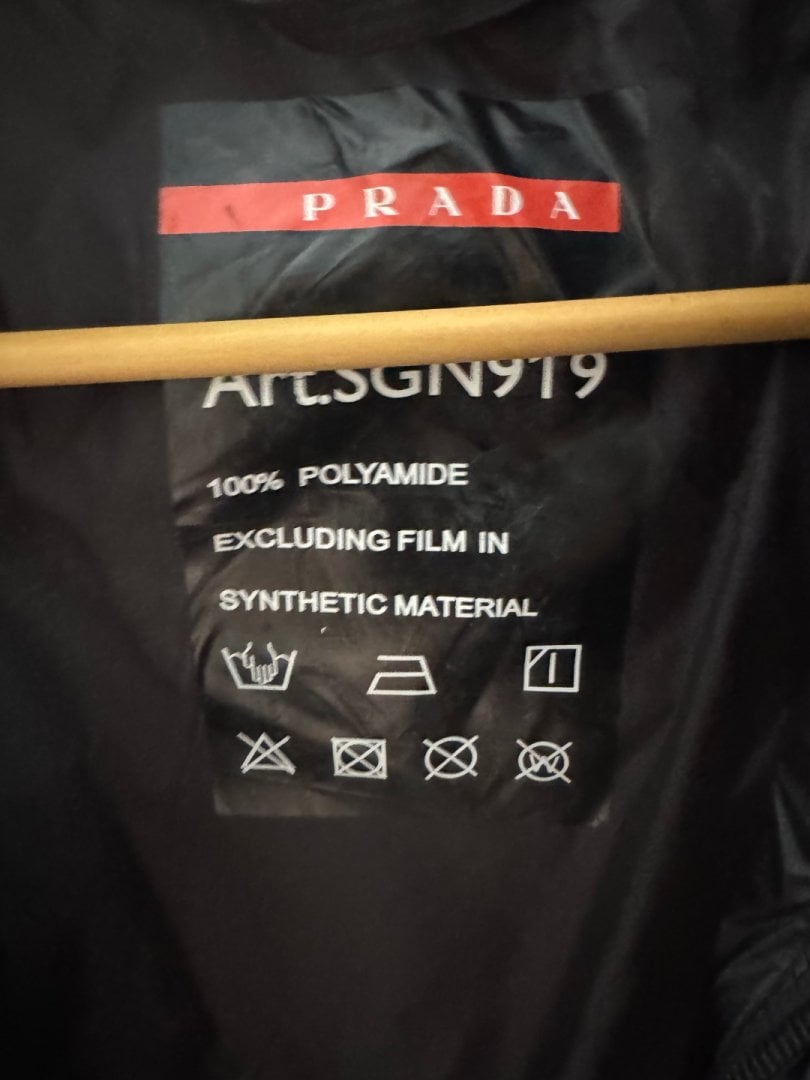 PRADA
Art.SGN919
100% POLYAMIDE
EXCLUDING FILM IN
SYNTHETIC MATERIAL